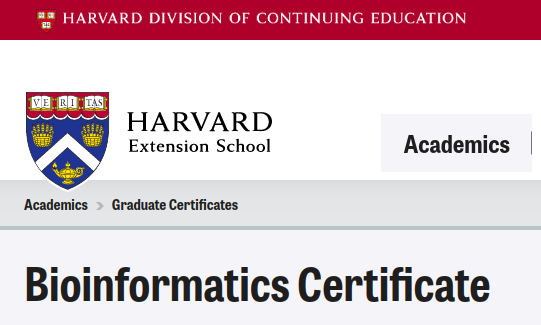 HARVARD DIVISION OF CONTINUING EDUCATION
VE RI TAS
HARVARD
Extension School
Academics
Academics > Graduate Certificates
Bioinformatics Certificate